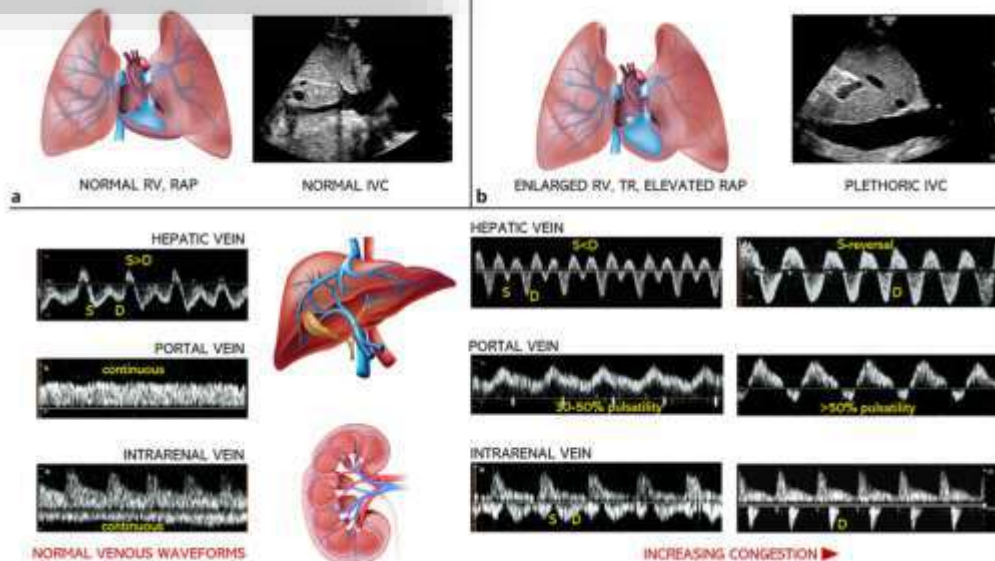 NORMAL RV, RAP
NORMAL IVC
a
ENLARGED RV, TR, ELEVATED RAP
PLETHORIC IVC
b
HEPATIC VEIN
S>D
S D
PORTAL VEIN
continuous
INTRARENAL VEIN
continuous
NORMAL VENOUS WAVEFORMS
HEPATIC VEIN
S<D
S D
S-reversal
D
PORTAL VEIN
30-50% pulsatility
>50% pulsatility
INTRARENAL VEIN
S D
D
INCREASING CONGESTION